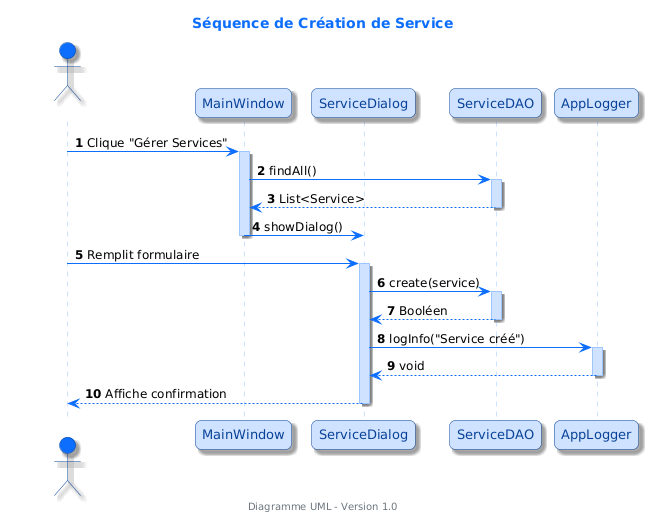 Séquence de Création de Service
MainWindow ServiceDialog ServiceDAO AppLogger
1 Clique "Gérer Services"
2 findAll()
3 List<Service>
4 showDialog()
5 Remplit formulaire
6 create(service)
7 Booléen
8 logInfo("Service créé")
9 void
10 Affiche confirmation
MainWindow ServiceDialog ServiceDAO AppLogger
Diagramme UML - Version 1.0